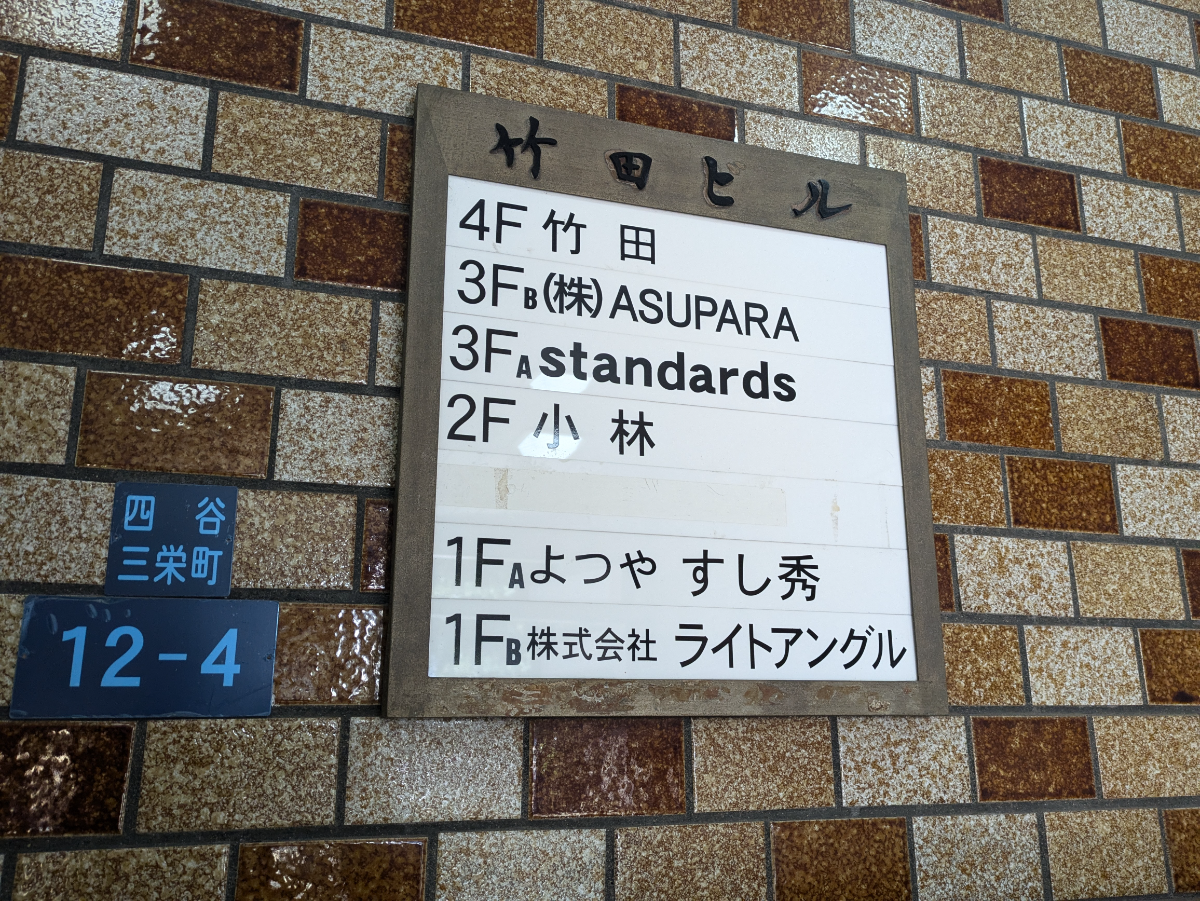 竹田ビル
4F 竹田
3FB (株)ASUPARA
3FA standards
2F 小林
1FA よつや すし秀
1FB 株式会社 ライトアングル
四谷
三栄町
12-4